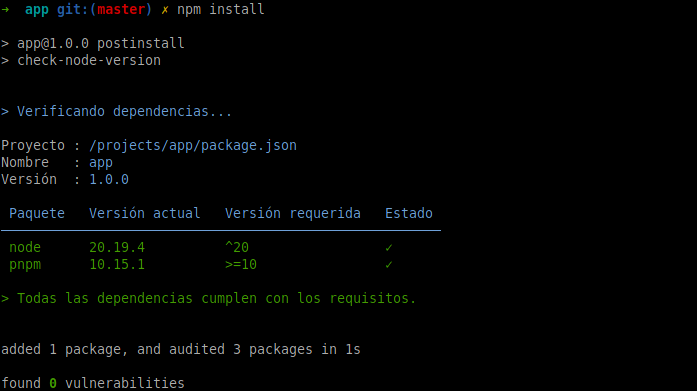 → app git:(master) ✗ npm install
> app@1.0.0 postinstall
> check-node-version
> Verificando dependencias...
Proyecto : /projects/app/package.json
Nombre   : app
Versión  : 1.0.0
Paquete   Versión actual   Versión requerida   Estado
node      20.19.4          ^20                 ✓
pnpm      10.15.1          >=10                ✓
> Todas las dependencias cumplen con los requisitos.
added 1 package, and audited 3 packages in 1s
found 0 vulnerabilities